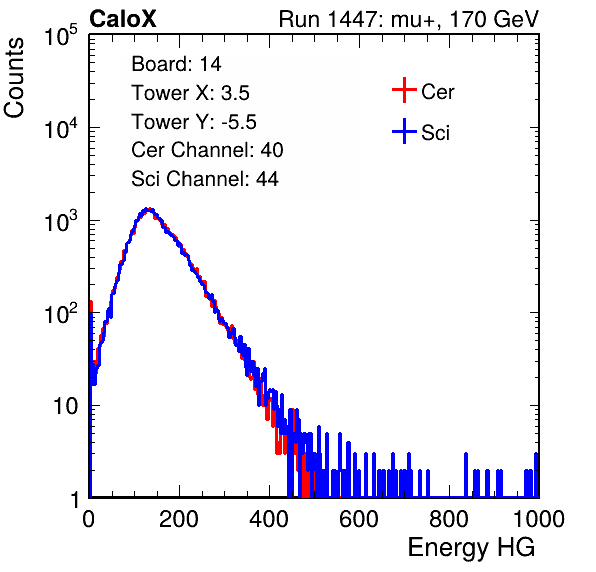 CaloX Run 1447: mu+, 170 GeV
Counts
10^5
10^4
10^3
10^2
10
1
Board: 14
Tower X: 3.5
Tower Y: -5.5
Cer Channel: 40
Sci Channel: 44
Cer
Sci
0 200 400 600 800 1000
Energy HG